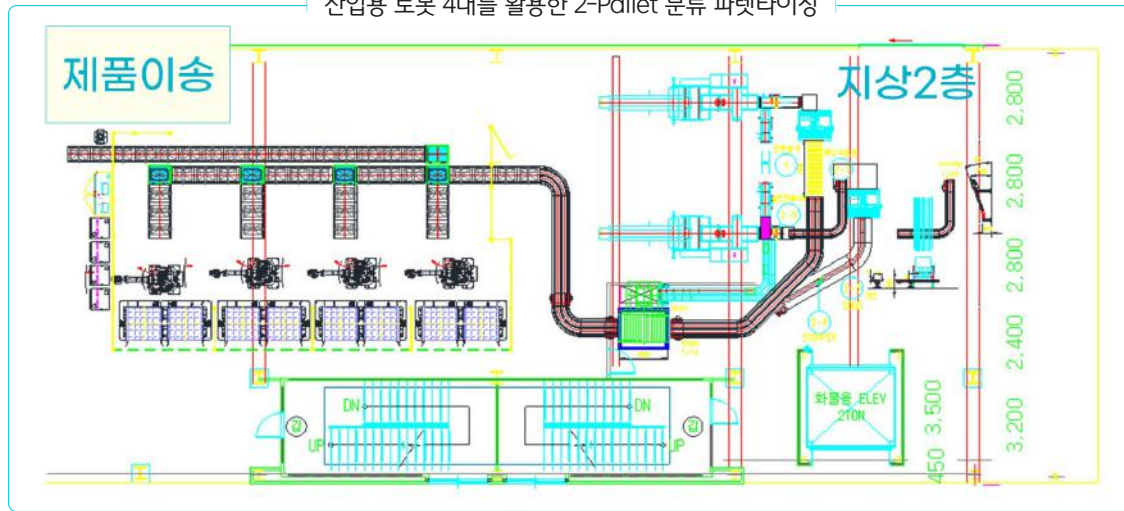 산업용 로봇 4대를 활용한 2-Pallet 분류 파렛타이징
제품이송
지상2층
2,800
2,800
2,800
2,400
3,200
3,500
450
화물용 ELEV
2TON
DN
DN
UP
UP
갑
갑